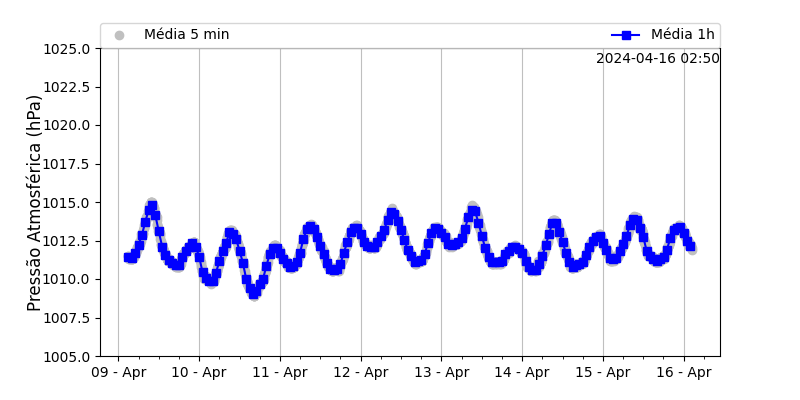 Média 5 min
Média 1h
2024-04-16 02:50
Pressão Atmosférica (hPa)
1025.0
1022.5
1020.0
1017.5
1015.0
1012.5
1010.0
1007.5
1005.0
09 - Apr
10 - Apr
11 - Apr
12 - Apr
13 - Apr
14 - Apr
15 - Apr
16 - Apr